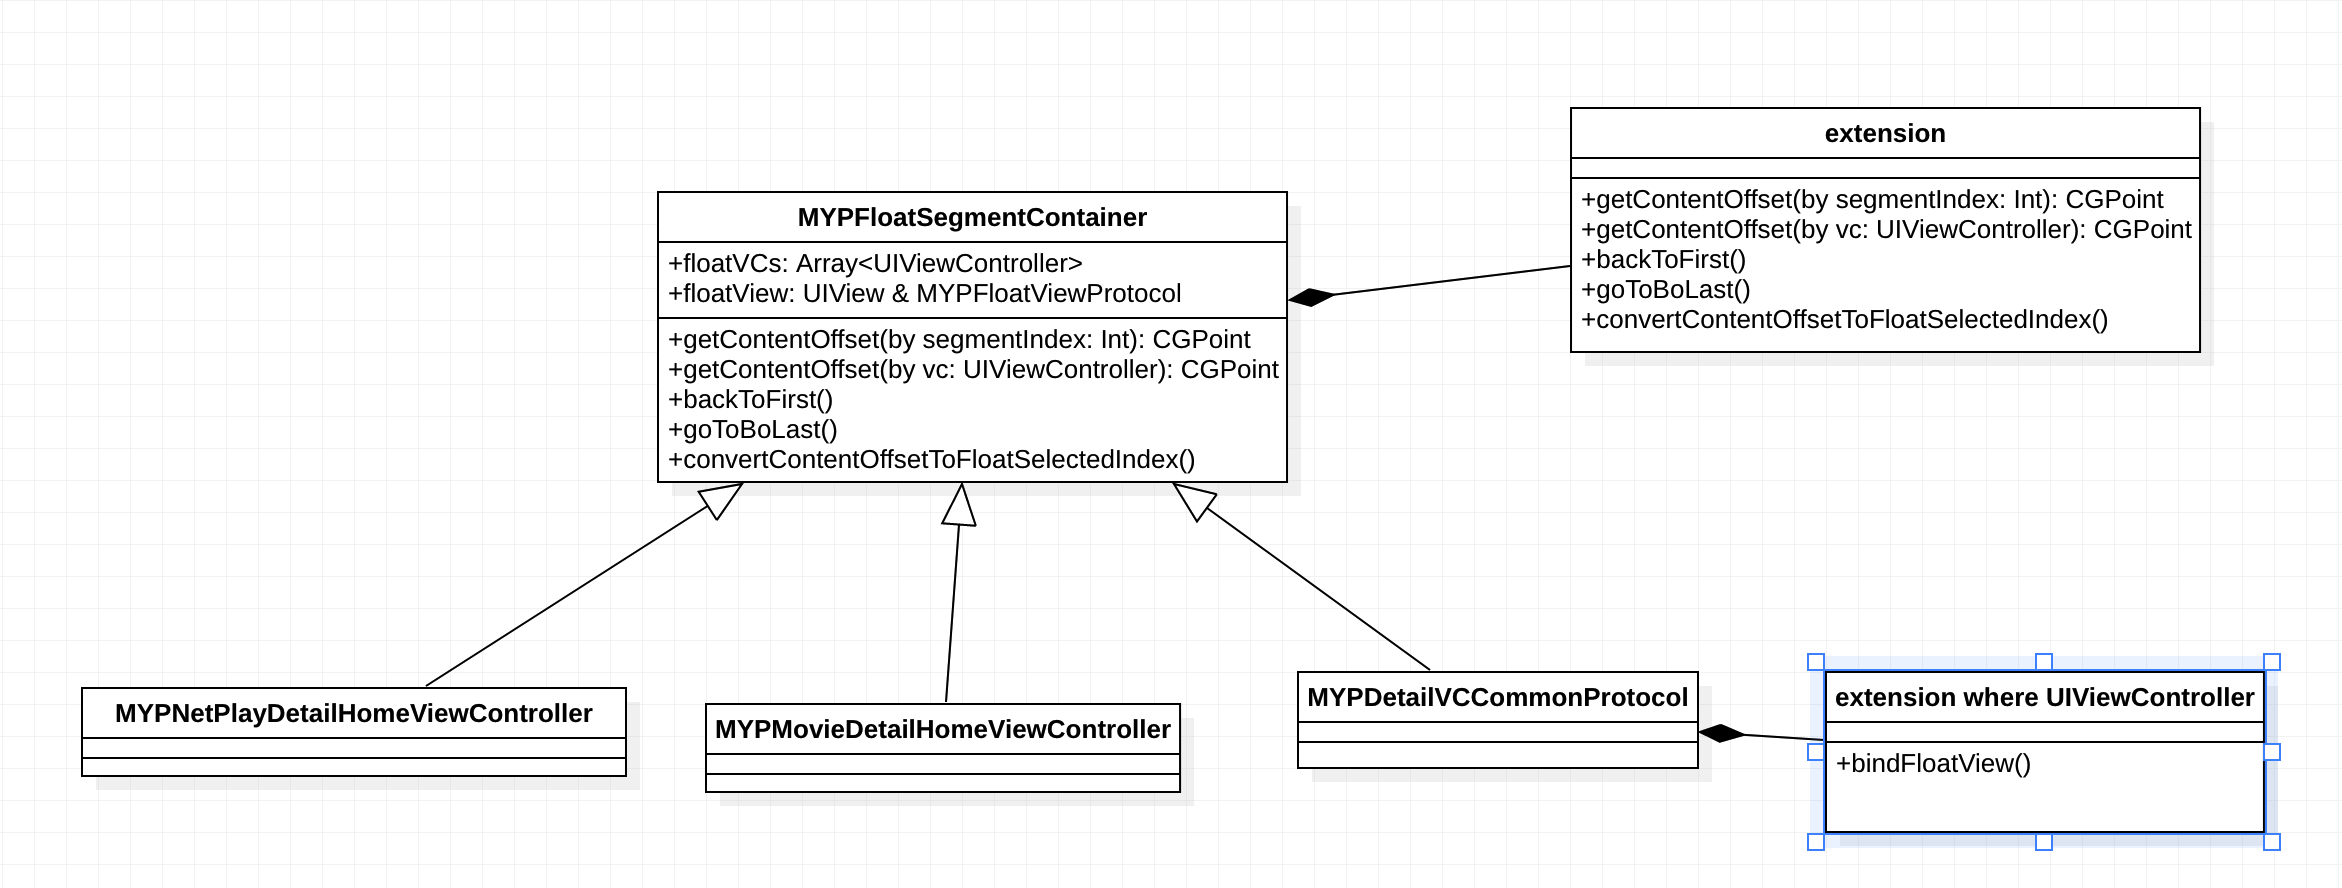 extension
+getContentOffset(by segmentIndex: Int): CGPoint
+getContentOffset(by vc: UIViewController): CGPoint
+backToFirst()
+goToBoLast()
+convertContentOffsetToFloatSelectedIndex()
MYPFloatSegmentContainer
+floatVCs: Array<UIViewController>
+floatView: UIView & MYPFloatViewProtocol
+getContentOffset(by segmentIndex: Int): CGPoint
+getContentOffset(by vc: UIViewController): CGPoint
+backToFirst()
+goToBoLast()
+convertContentOffsetToFloatSelectedIndex()
MYPNetPlayDetailHomeViewController
MYPMovieDetailHomeViewController
MYPDetailVCCommonProtocol
extension where UIViewController
+bindFloatView()